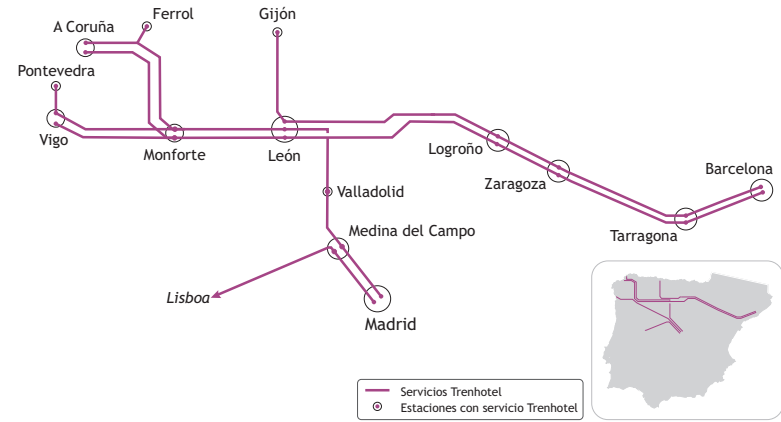 Ferrol
Gijón
A Coruña
Pontevedra
Vigo
Monforte
León
Logroño
Zaragoza
Barcelona
Valladolid
Tarragona
Medina del Campo
Lisboa
Madrid
Servicios Trenhotel
Estaciones con servicio Trenhotel